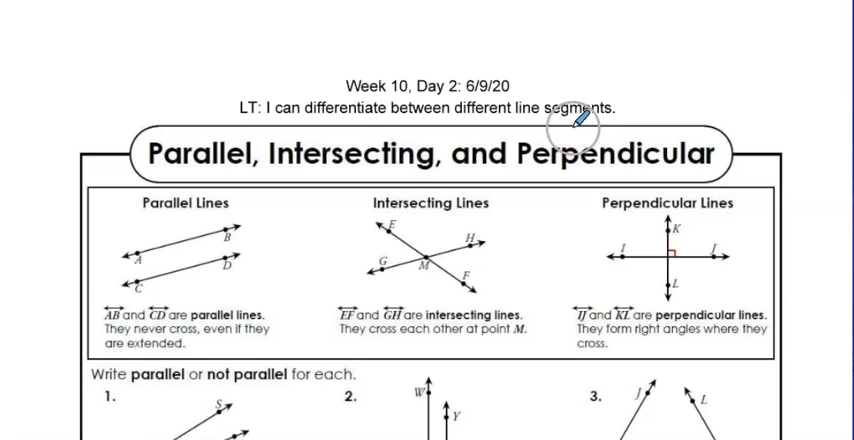 Week 10, Day 2: 6/9/20
LT: I can differentiate between different line segments.
Parallel, Intersecting, and Perpendicular
Parallel Lines
A
B
C
D
AB and CD are parallel lines.
They never cross, even if they
are extended.
Intersecting Lines
E
H
G
M
F
EF and GH are intersecting lines.
They cross each other at point M.
Perpendicular Lines
K
I
J
L
IJ and KL are perpendicular lines.
They form right angles where they
cross.
Write parallel or not parallel for each.
1.
S
2.
W
Y
3.
J
L